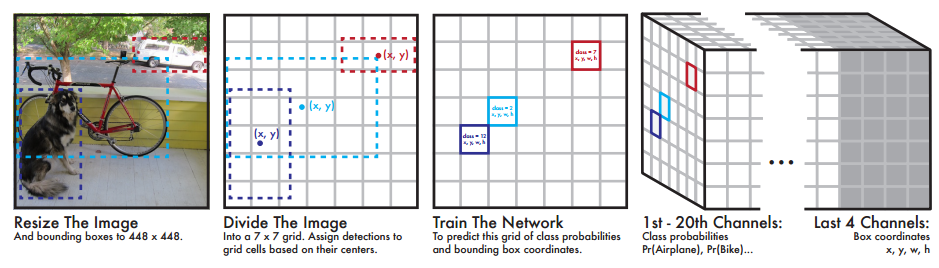 (x, y)
(x, y)
(x, y)
class = 7
x, y, w, h
class = 2
x, y, w, h
class = 12
x, y, w, h
Resize The Image
And bounding boxes to 448 x 448.
Divide The Image
Into a 7 x 7 grid. Assign detections to
grid cells based on their centers.
Train The Network
To predict this grid of class probabilities
and bounding box coordinates.
1st - 20th Channels:
Class probabilities
Pr(Airplane), Pr(Bike)...
Last 4 Channels:
Box coordinates
x, y, w, h